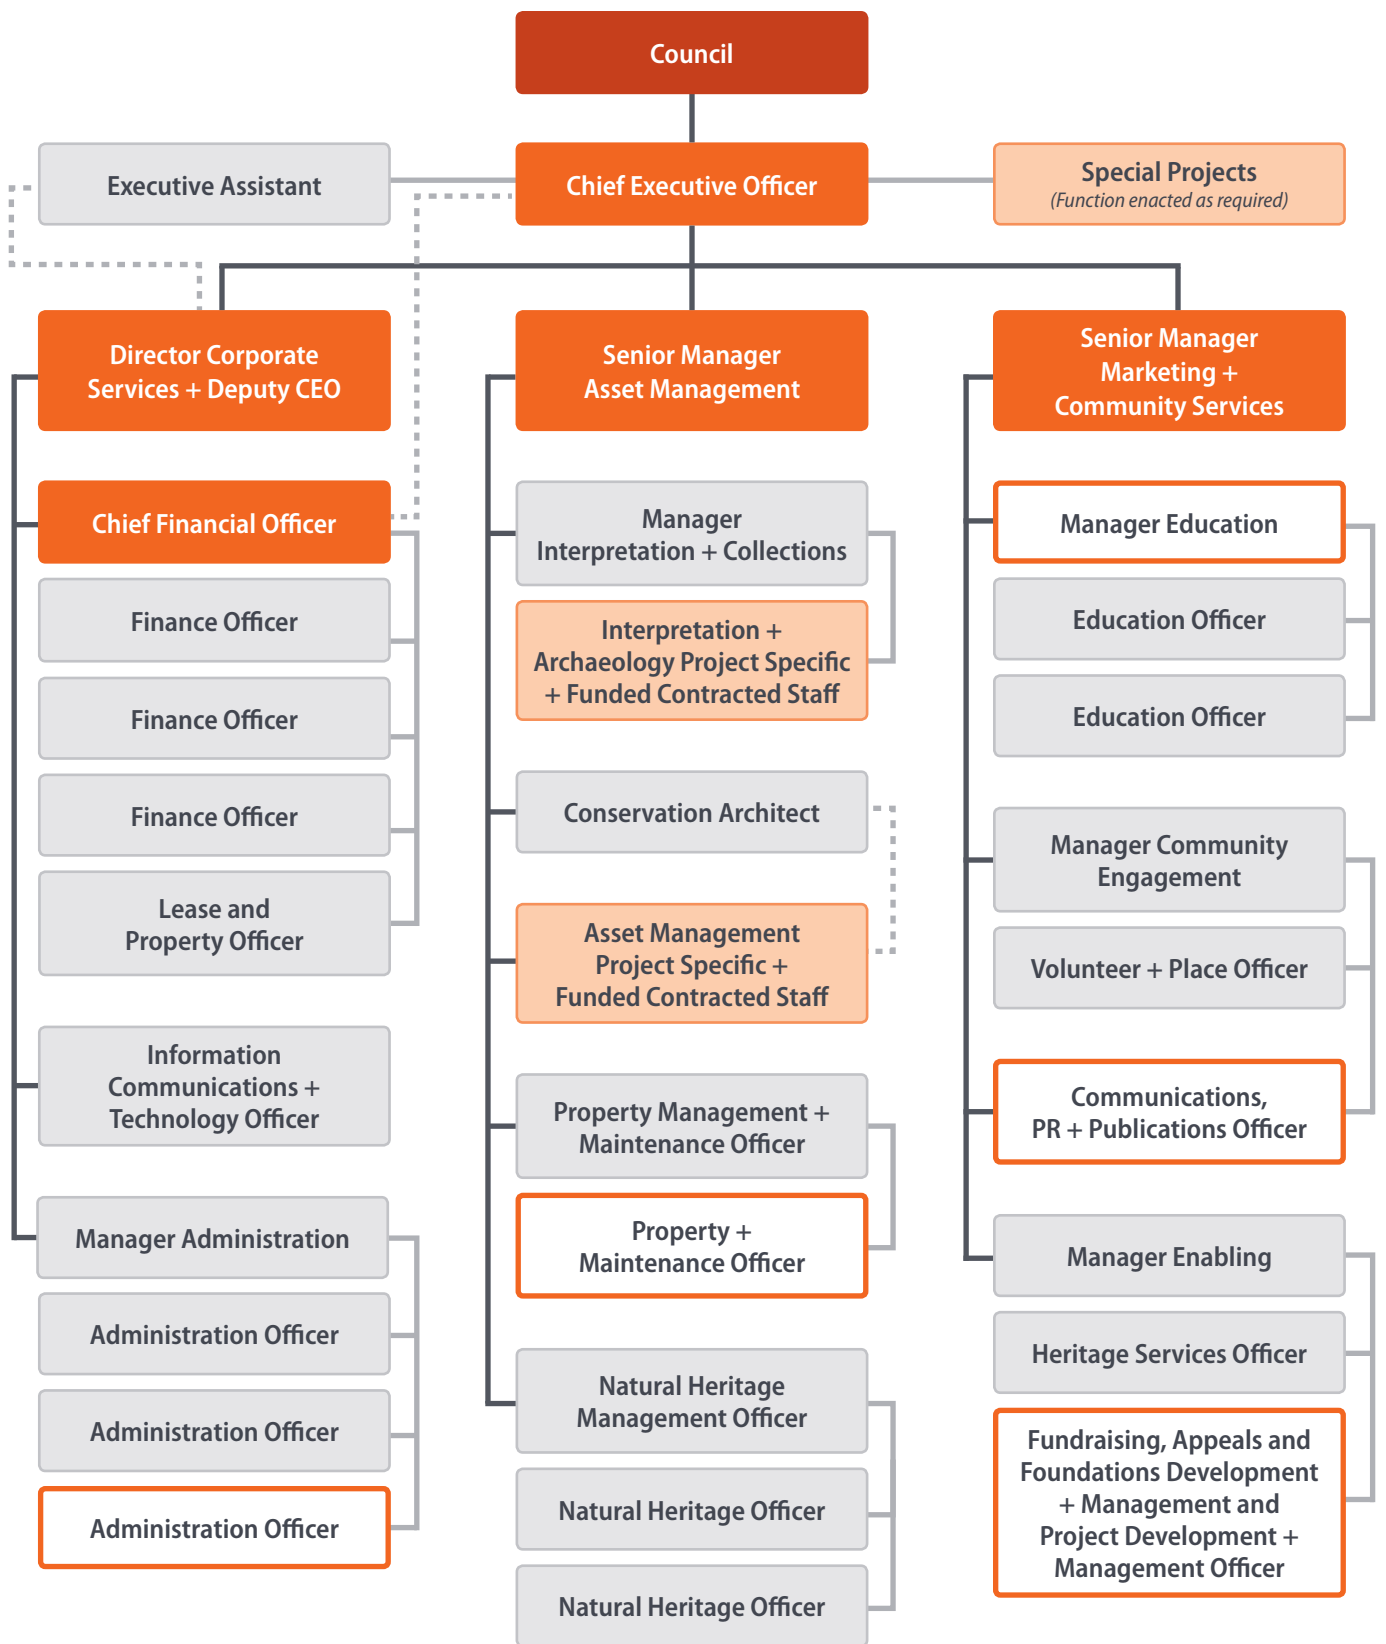 Council
Executive Assistant
Chief Executive Officer
Special Projects
(Function enacted as required)
Director Corporate
Services + Deputy CEO
Chief Financial Officer
Finance Officer
Finance Officer
Finance Officer
Lease and
Property Officer
Information
Communications +
Technology Officer
Manager Administration
Administration Officer
Administration Officer
Administration Officer
Senior Manager
Asset Management
Manager
Interpretation + Collections
Interpretation +
Archaeology Project Specific
+ Funded Contracted Staff
Conservation Architect
Asset Management
Project Specific +
Funded Contracted Staff
Property Management +
Maintenance Officer
Property +
Maintenance Officer
Natural Heritage
Management Officer
Natural Heritage Officer
Natural Heritage Officer
Senior Manager
Marketing +
Community Services
Manager Education
Education Officer
Education Officer
Manager Community
Engagement
Volunteer + Place Officer
Communications,
PR + Publications Officer
Manager Enabling
Heritage Services Officer
Fundraising, Appeals and
Foundations Development
+ Management and
Project Development +
Management Officer